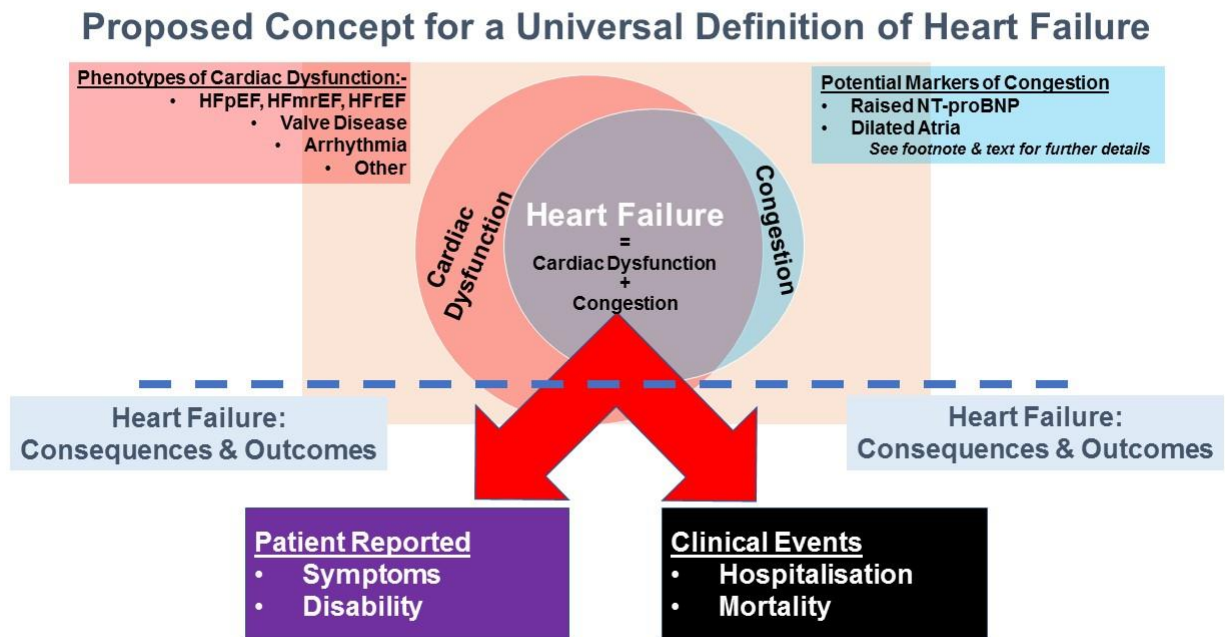 Proposed Concept for a Universal Definition of Heart Failure
Phenotypes of Cardiac Dysfunction:-
• HFpEF, HFmrEF, HFrEF
• Valve Disease
• Arrhythmia
• Other
Potential Markers of Congestion
• Raised NT-proBNP
• Dilated Atria
See footnote & text for further details
Cardiac
Dysfunction
Heart Failure
=
Cardiac Dysfunction
+
Congestion
Congestion
Heart Failure:
Consequences & Outcomes
Heart Failure:
Consequences & Outcomes
Patient Reported
• Symptoms
• Disability
Clinical Events
• Hospitalisation
• Mortality